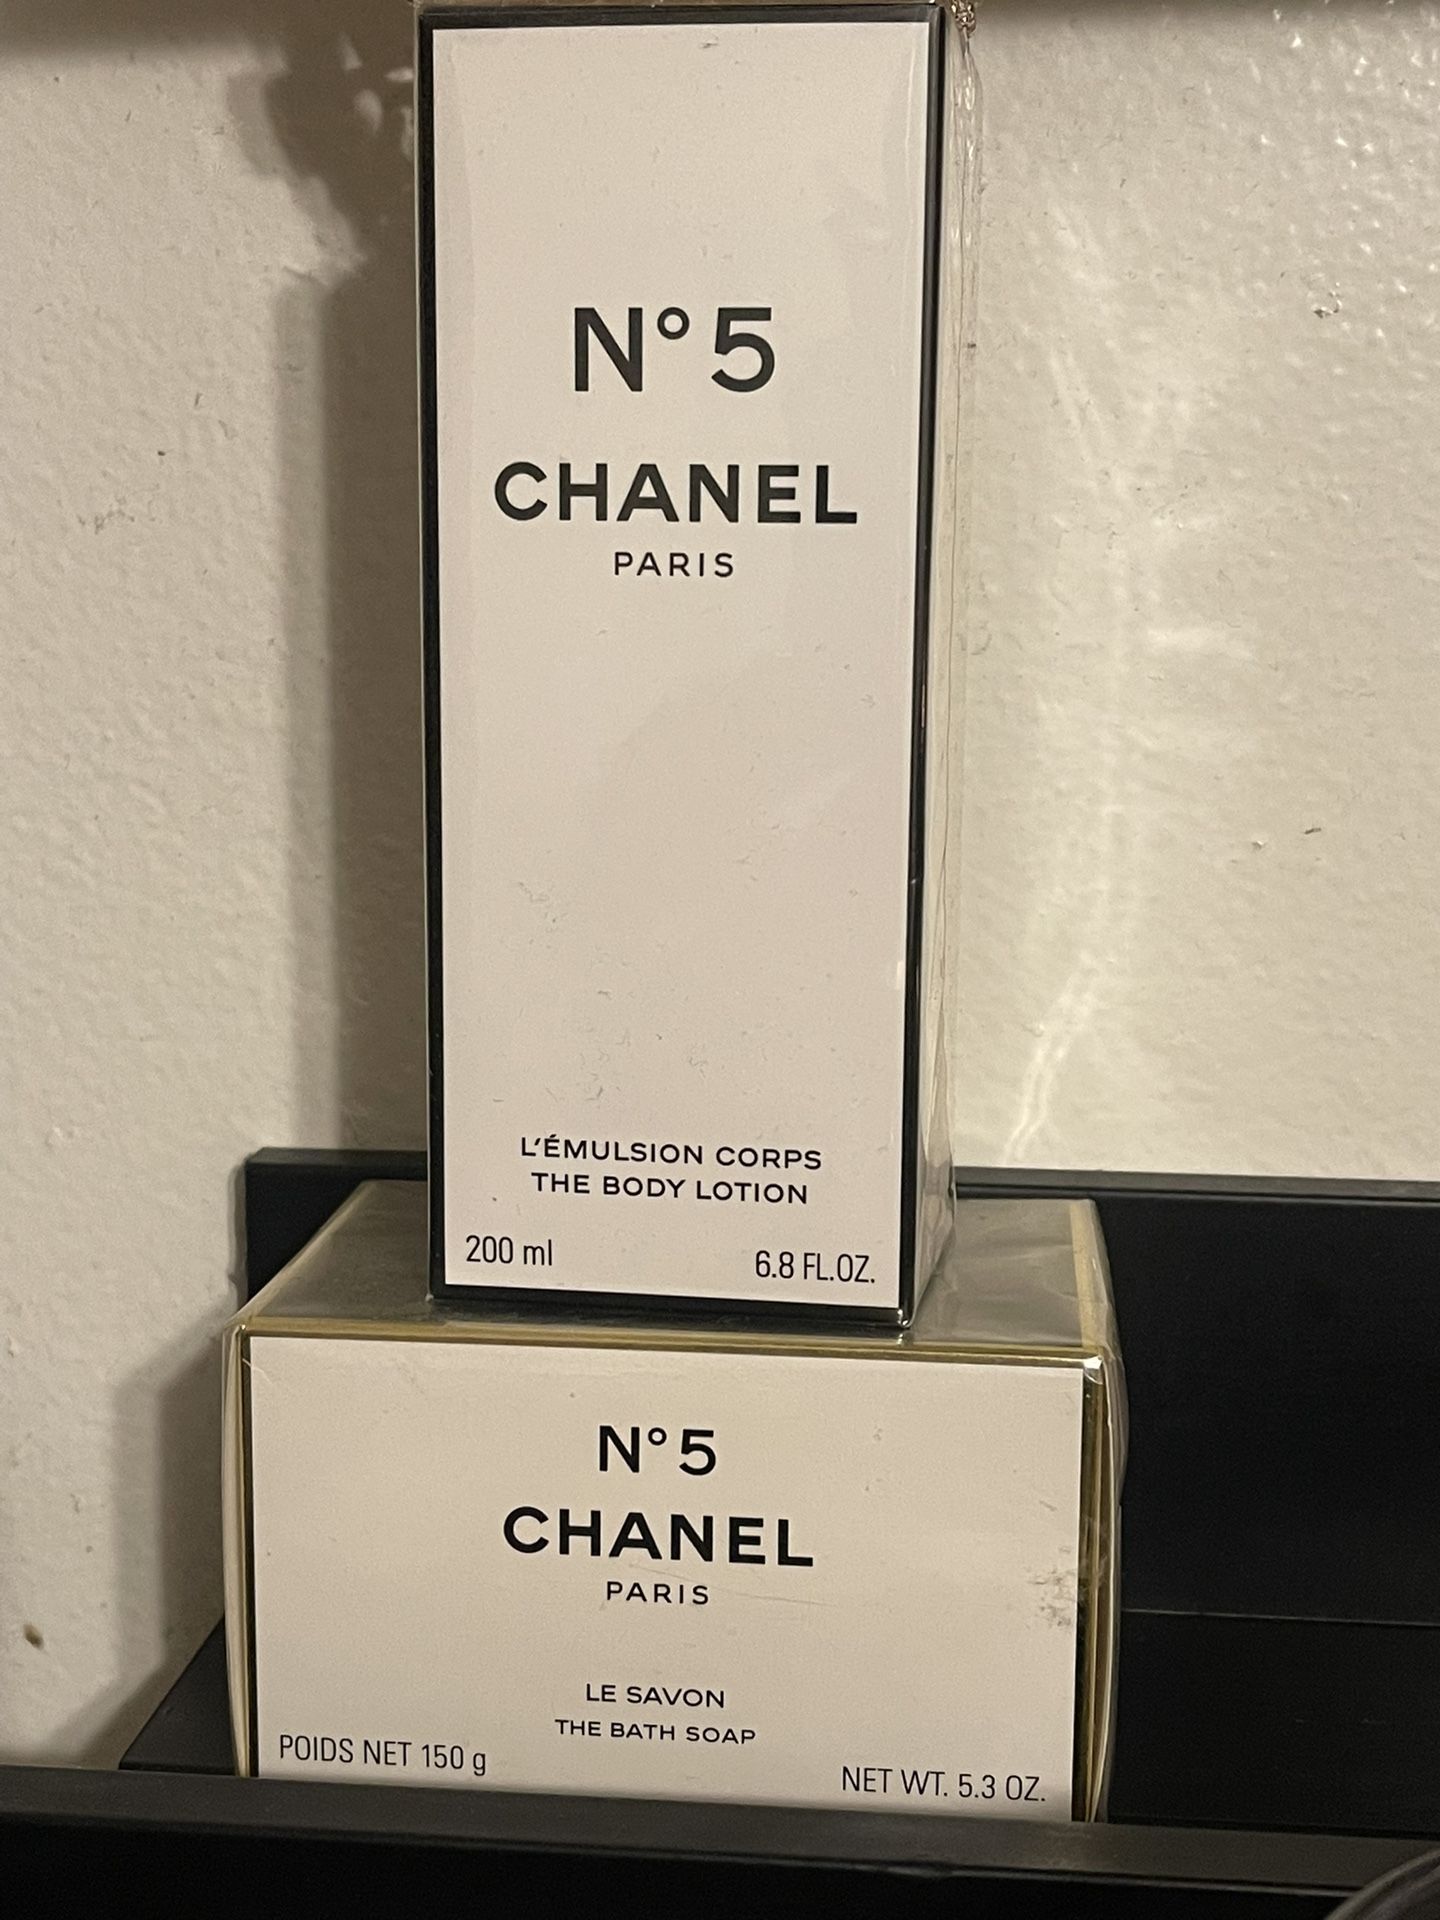 N°5
CHANEL
PARIS
L'ÉMULSION CORPS
THE BODY LOTION
200 ml 6.8 FL.OZ.
N°5
CHANEL
PARIS
LE SAVON
THE BATH SOAP
POIDS NET 150 g NET WT. 5.3 OZ.